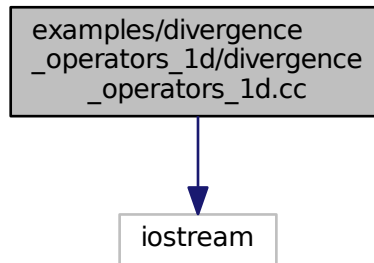 examples/divergence
_operators_1d/divergence
_operators_1d.cc
iostream